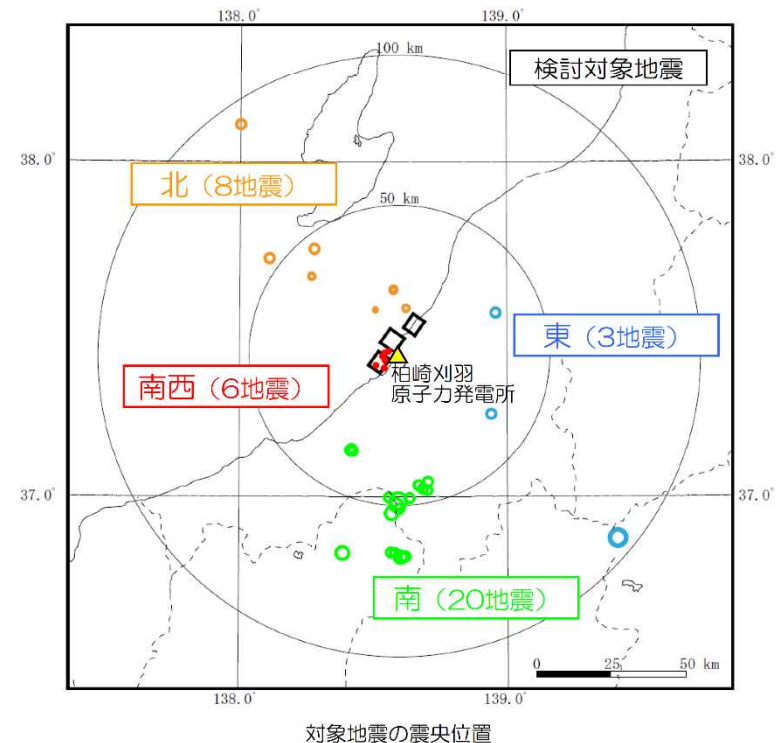 138.0°
139.0°
100 km
検討対象地震
38.0°
38.0°
北（8地震）
50 km
東（3地震）
柏崎刈羽
原子力発電所
南西（6地震）
37.0°
37.0°
南（20地震）
0 25 50 km
138.0°
139.0°
対象地震の震央位置